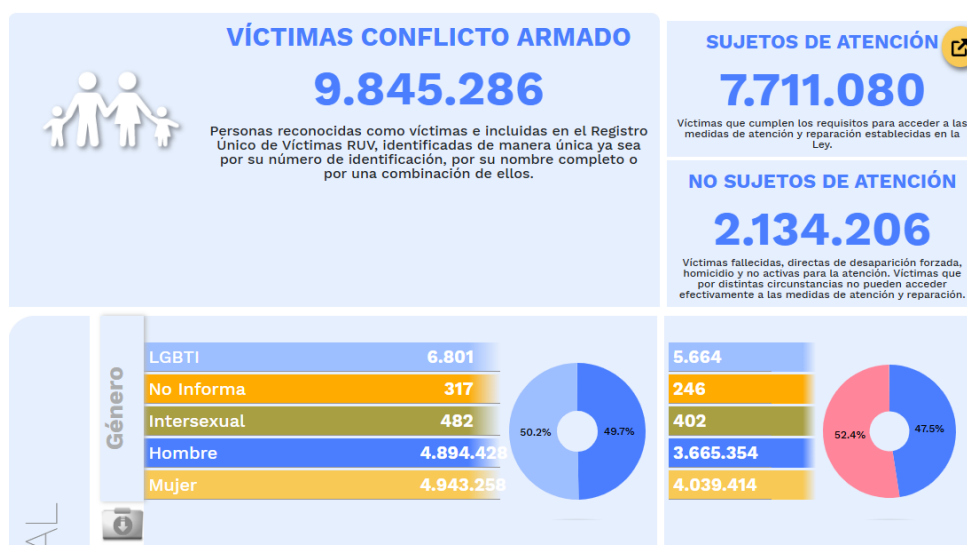 VÍCTIMAS CONFLICTO ARMADO
9.845.286
Personas reconocidas como víctimas e incluidas en el Registro
Único de Víctimas RUV, identificadas de manera única ya sea
por su número de identificación, por su nombre completo o
por una combinación de ellos.
SUJETOS DE ATENCIÓN
7.711.080
Víctimas que cumplen los requisitos para acceder a las
medidas de atención y reparación establecidas en la
Ley.
NO SUJETOS DE ATENCIÓN
2.134.206
Víctimas fallecidas, directas de desaparición forzada,
homicidio y no activas para la atención. Víctimas que
por distintas circunstancias no pueden acceder
efectivamente a las medidas de atención y reparación.
Género
LGBTI 6.801
No Informa 317
Intersexual 482
Hombre 4.894.428
Mujer 4.943.258
50.2% 49.7%
5.664
246
402
3.665.354
4.039.414
52.4% 47.5%
AL